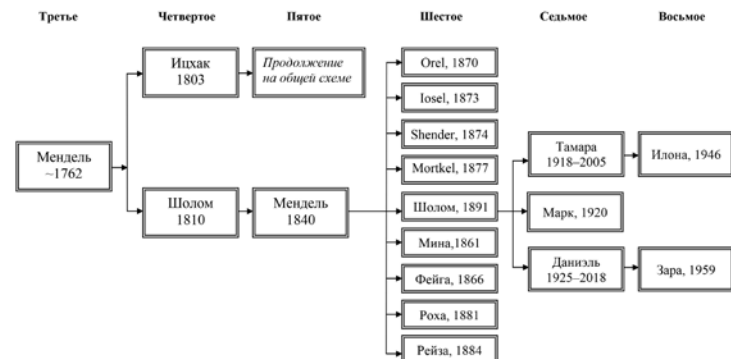 Третье
Четвертое
Пятое
Шестое
Седьмое
Восьмое
Мендель
~1762
Ицхак
1803
Шолом
1810
Продолжение
на общей схеме
Мендель
1840
Orel, 1870
Iosel, 1873
Shender, 1874
Mortkel, 1877
Шолом, 1891
Мина,1861
Фейга, 1866
Роха, 1881
Рейза, 1884
Тамара
1918–2005
Марк, 1920
Даниэль
1925–2018
Илона, 1946
Зара, 1959